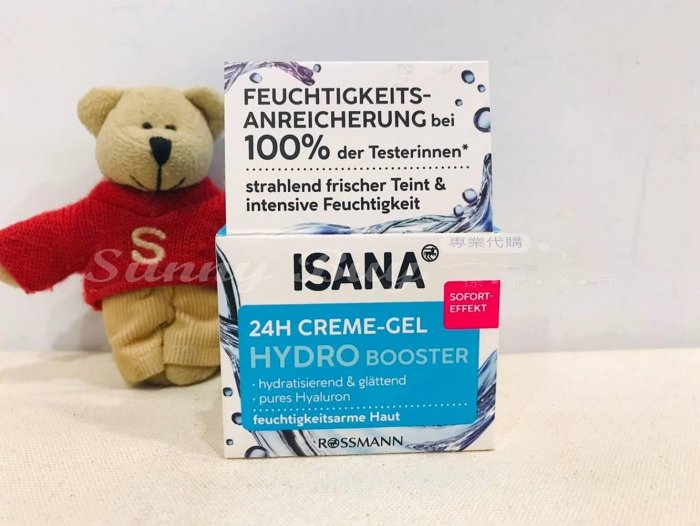 FEUCHTIGKEITS-
ANREICHERUNG bei
100% der Testerinnen*
strahlend frischer Teint &
intensive Feuchtigkeit
ISANA
SOFORT-
EFFEKT
24H CREME-GEL
HYDRO BOOSTER
· hydratisierend & glättend
· pures Hyaluron
feuchtigkeitsarme Haut
ROSSMANN
S
Sunny
專業代購